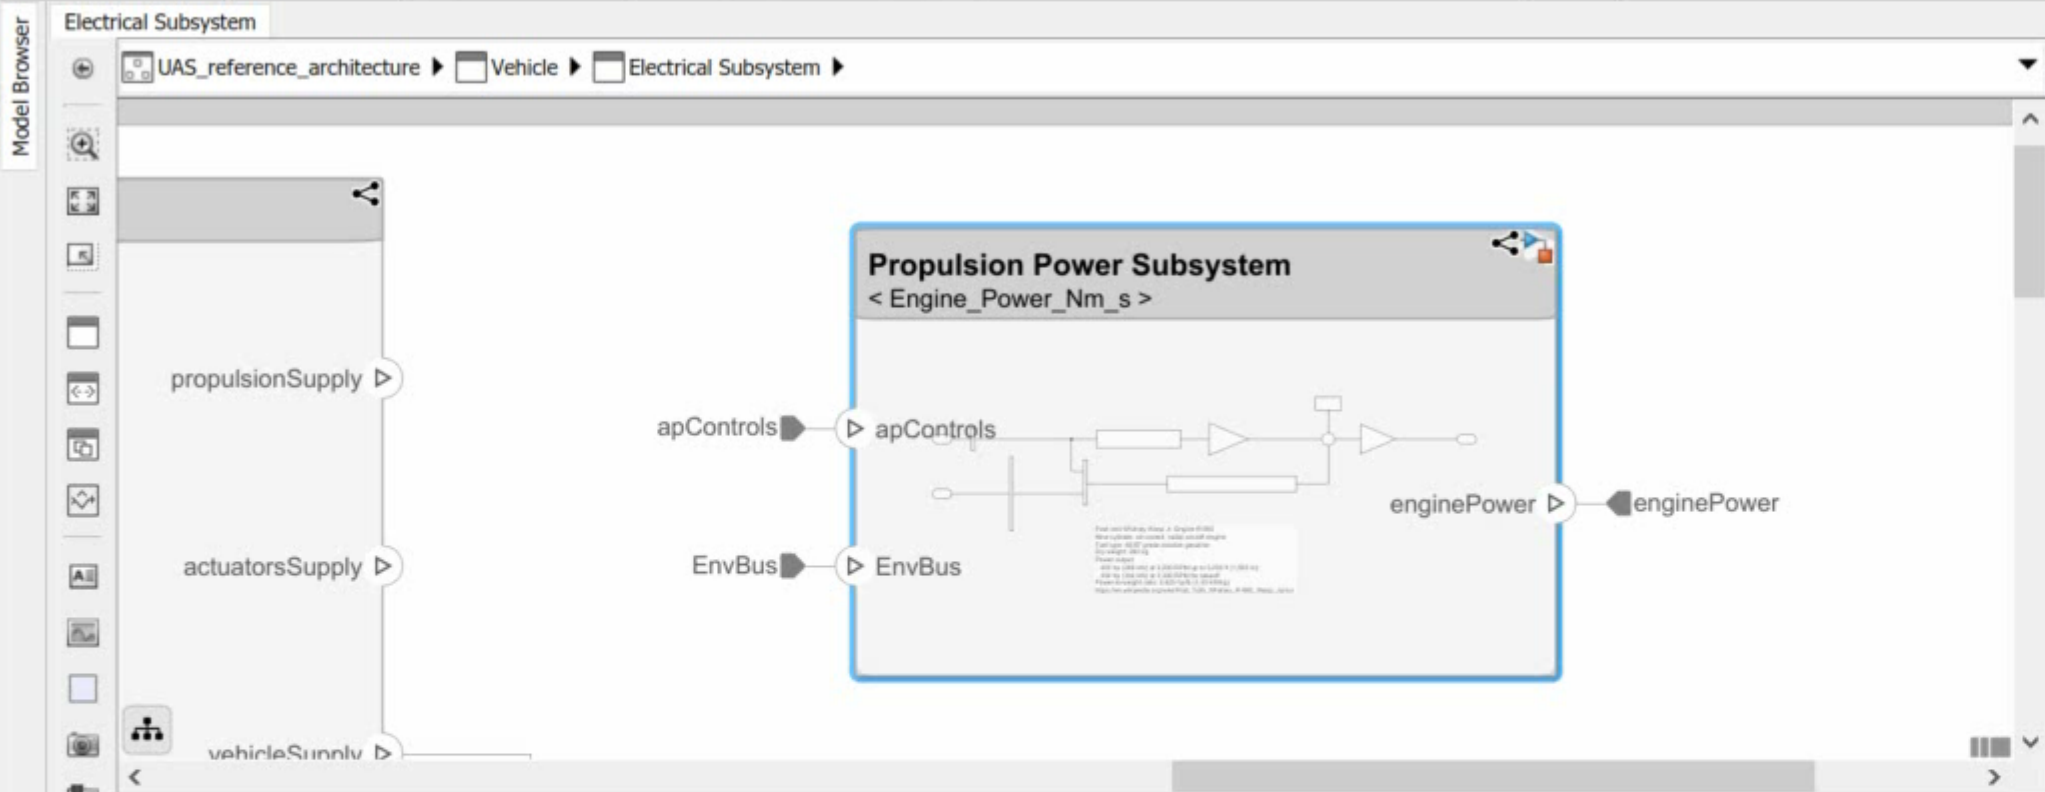 Model Browser
Electrical Subsystem
UAS_reference_architecture
Vehicle
Electrical Subsystem
Propulsion Power Subsystem
< Engine_Power_Nm_s >
propulsionSupply
apControls
apControls
enginePower
enginePower
actuatorsSupply
EnvBus
EnvBus
vehicleSupply